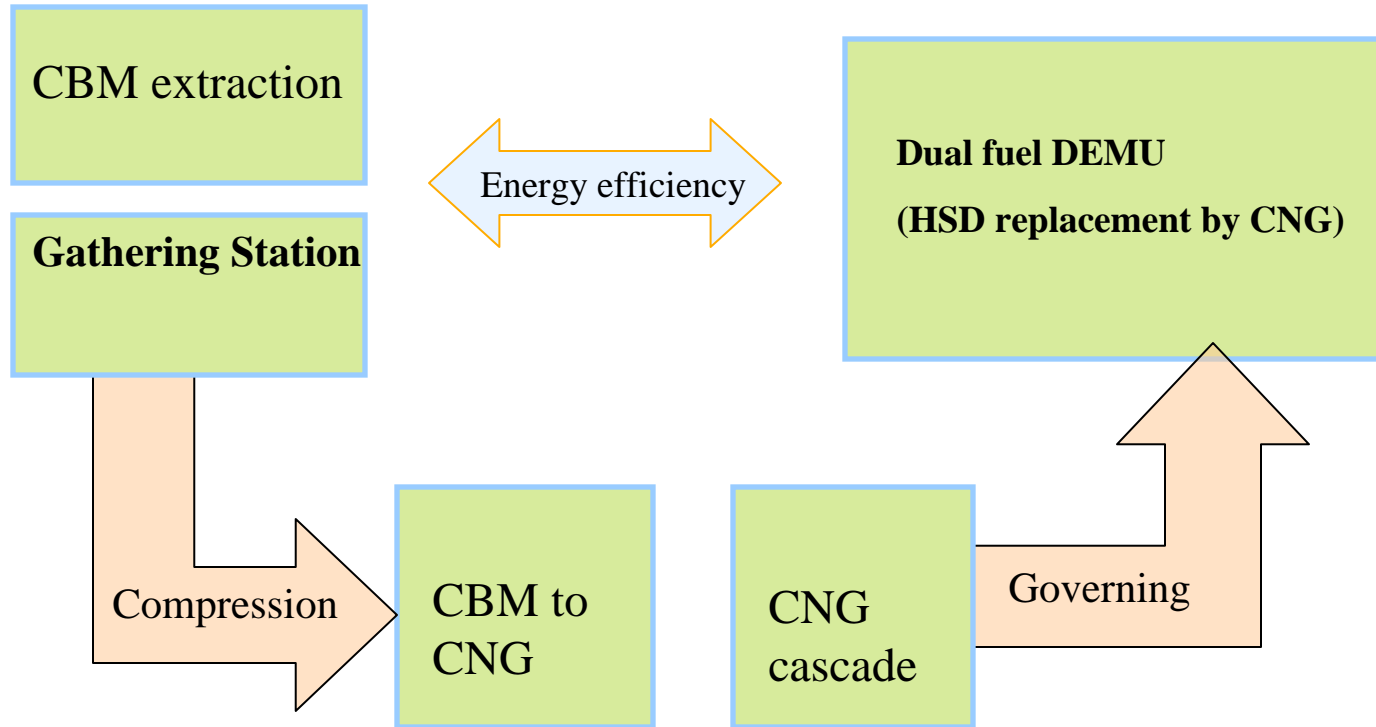 CBM extraction
Gathering Station
Energy efficiency
Dual fuel DEMU
(HSD replacement by CNG)
Compression
CBM to
CNG
CNG
cascade
Governing